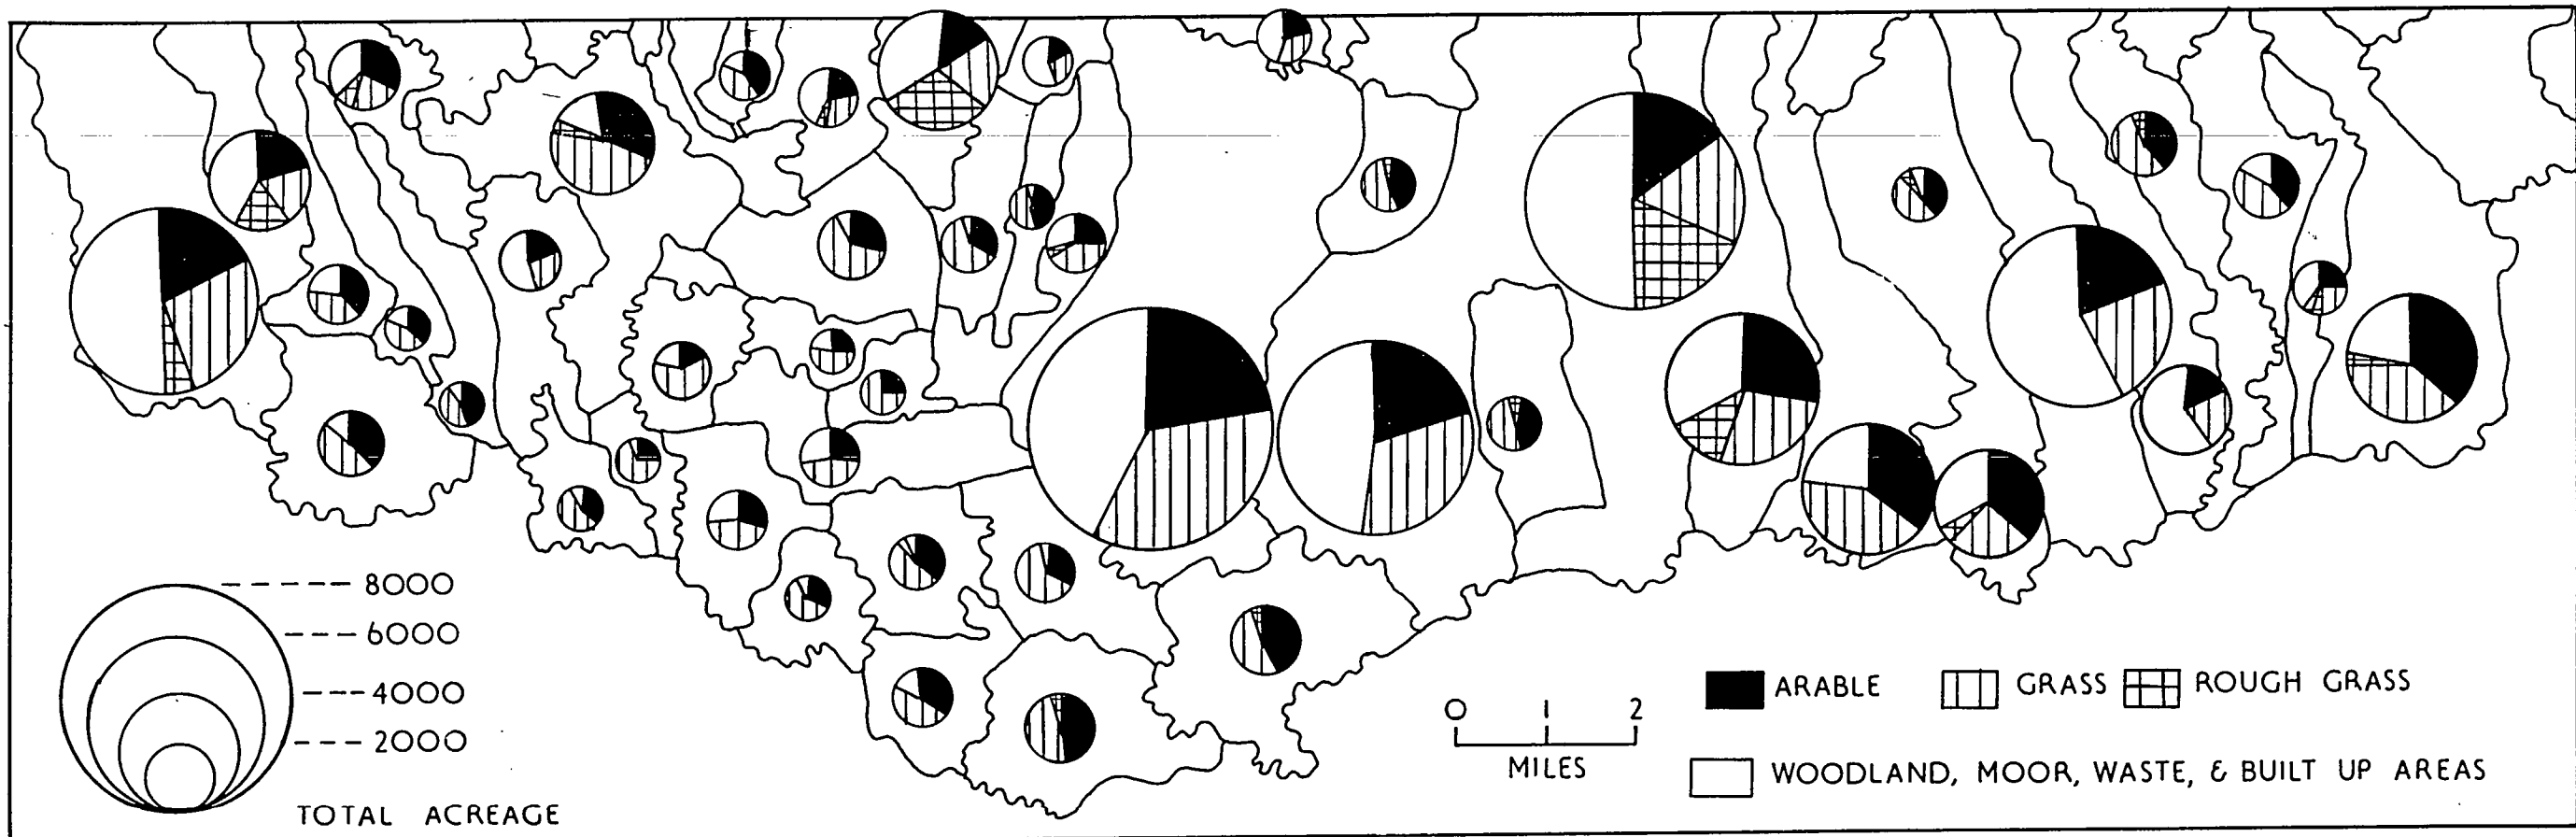 8000
6000
4000
2000
TOTAL ACREAGE
0 1 2
MILES
ARABLE GRASS ROUGH GRASS
WOODLAND, MOOR, WASTE, & BUILT UP AREAS